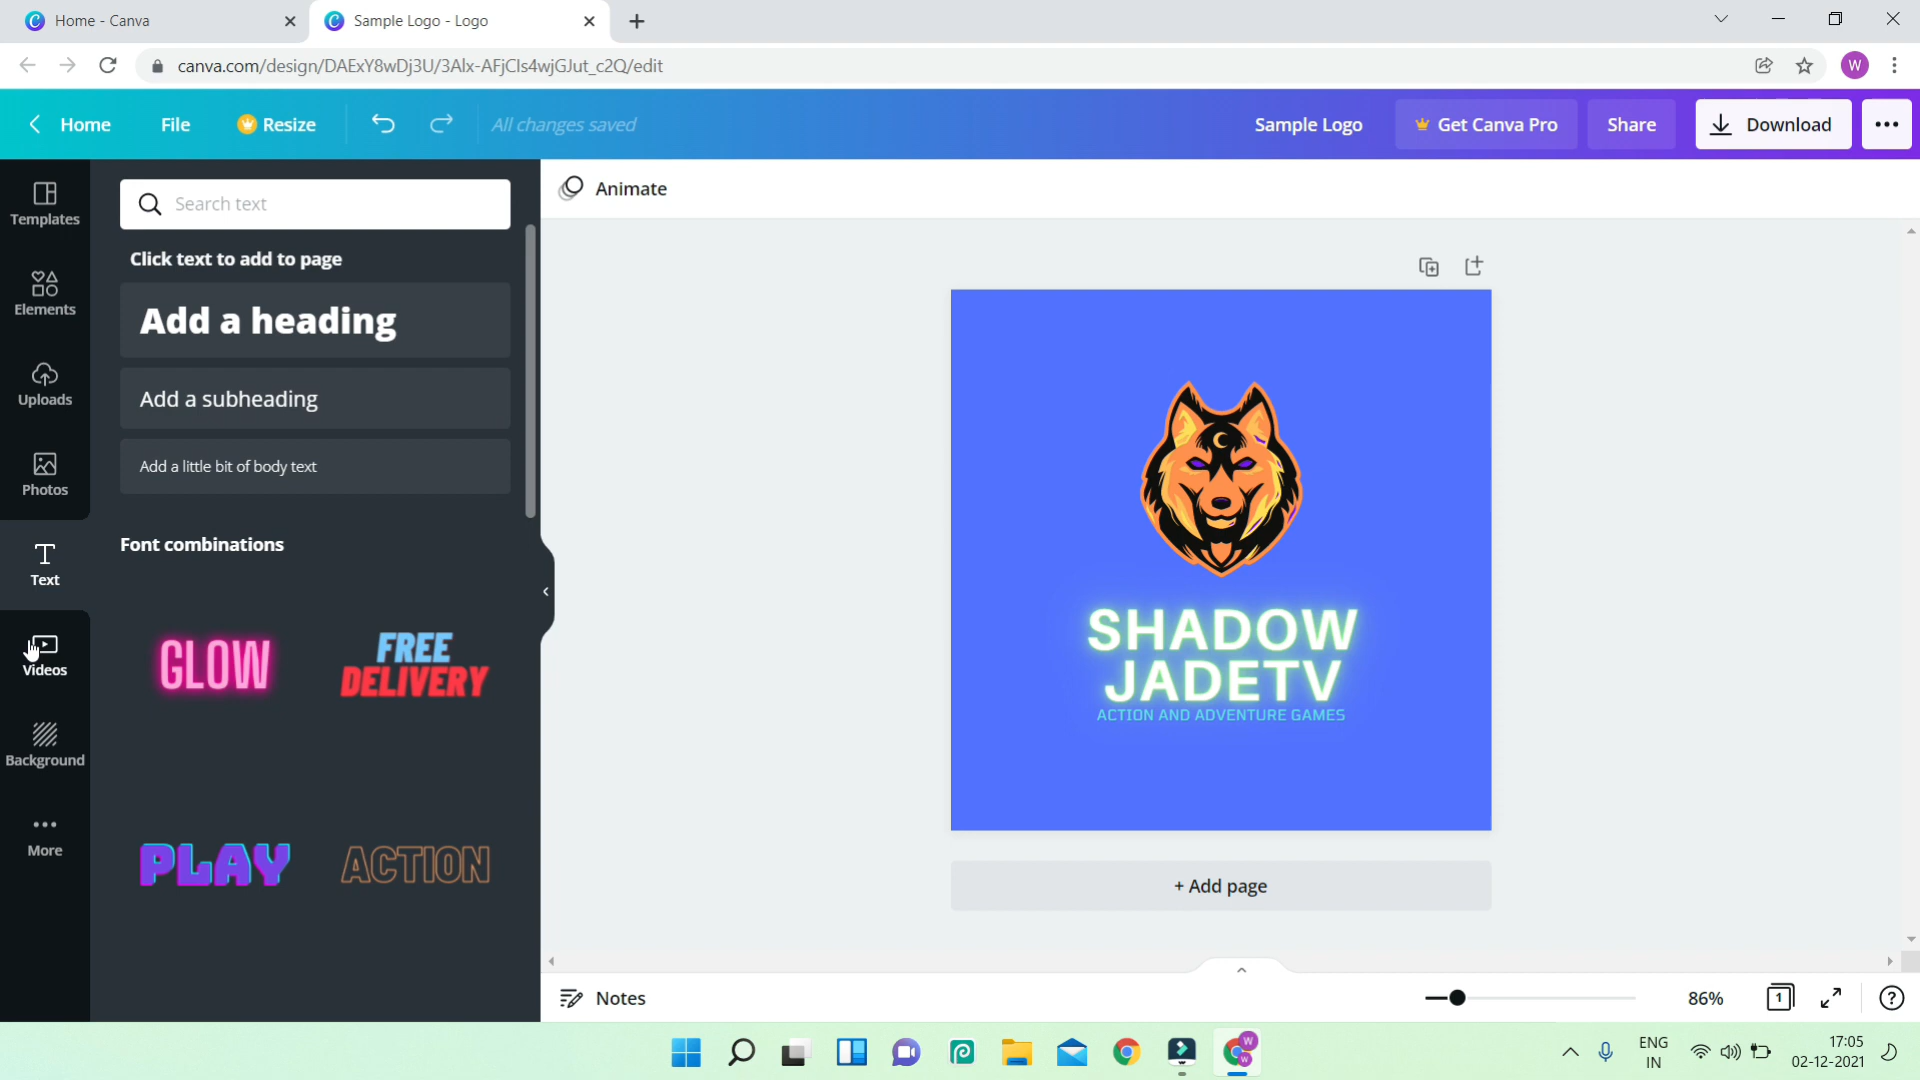 Home - Canva
Sample Logo - Logo
canva.com/design/DAExY8wDj3U/3Alx-AFjCIs4wjGJut_c2Q/edit
W
Home
File
Resize
All changes saved
Sample Logo
Get Canva Pro
Share
Download
Templates
Elements
Uploads
Photos
Text
Videos
Background
More
Search text
Click text to add to page
Add a heading
Add a subheading
Add a little bit of body text
Font combinations
GLOW
FREE
DELIVERY
PLAY
ACTION
Animate
SHADOW
JADETV
ACTION AND ADVENTURE GAMES
+ Add page
Notes
86%
1
W
W
ENG
IN
17:05
02-12-2021